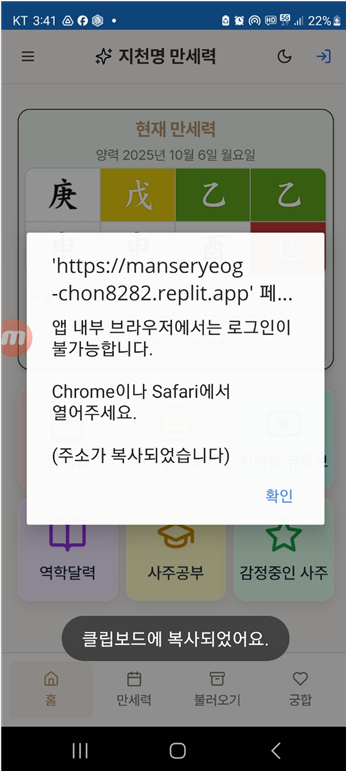 KT 3:41
22%
지천명 만세력
현재 만세력
양력 2025년 10월 6일 월요일
庚 戊 乙 乙
'https://manseryeog
-chon8282.replit.app' 페...
앱 내부 브라우저에서는 로그인이
불가능합니다.
Chrome이나 Safari에서
열어주세요.
(주소가 복사되었습니다)
확인
역학달력 사주공부 감정중인 사주
클립보드에 복사되었어요.
홈 만세력 불러오기 궁합